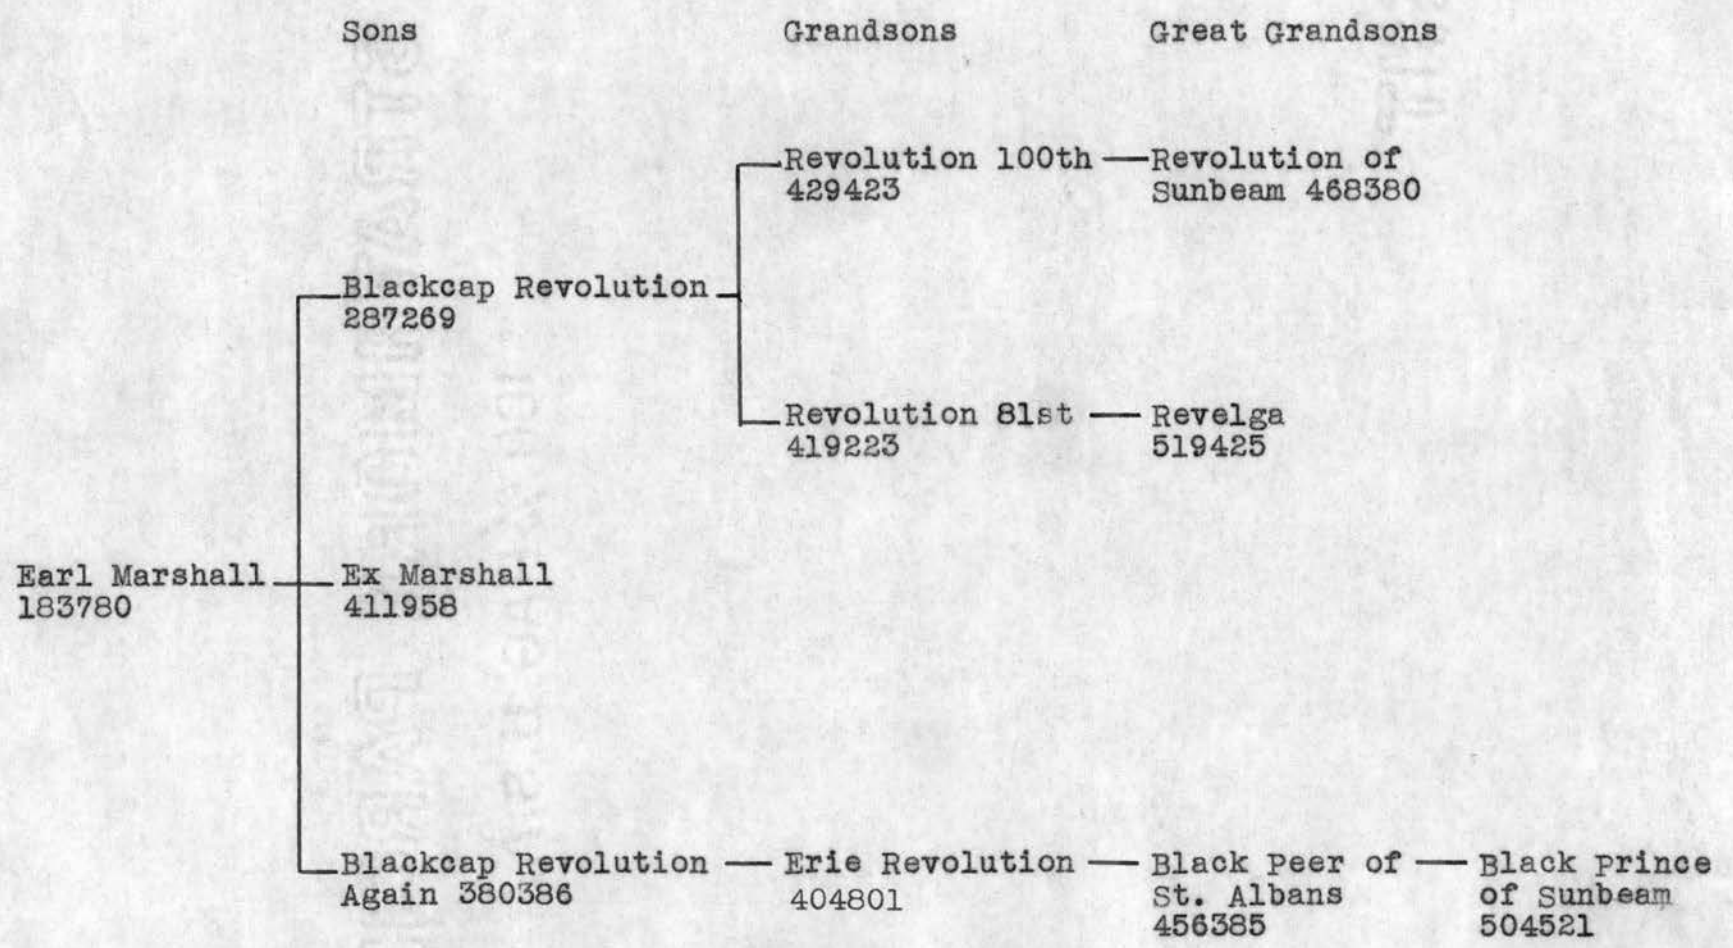 Sons Grandsons Great Grandsons
Revolution 100th
429423
Revolution of
Sunbeam 468380
Blackcap Revolution
287269
Revolution 81st
419223
Revelga
519425
Earl Marshall
183780
Ex Marshall
411958
Blackcap Revolution
Again 380386
Erie Revolution
404801
Black Peer of
St. Albans
456385
Black Prince
of Sunbeam
504521